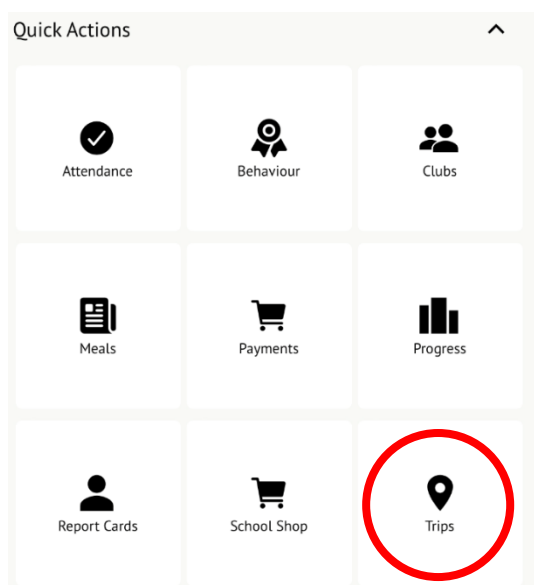 Quick Actions
Attendance
Behaviour
Clubs
Meals
Payments
Progress
Report Cards
School Shop
Trips